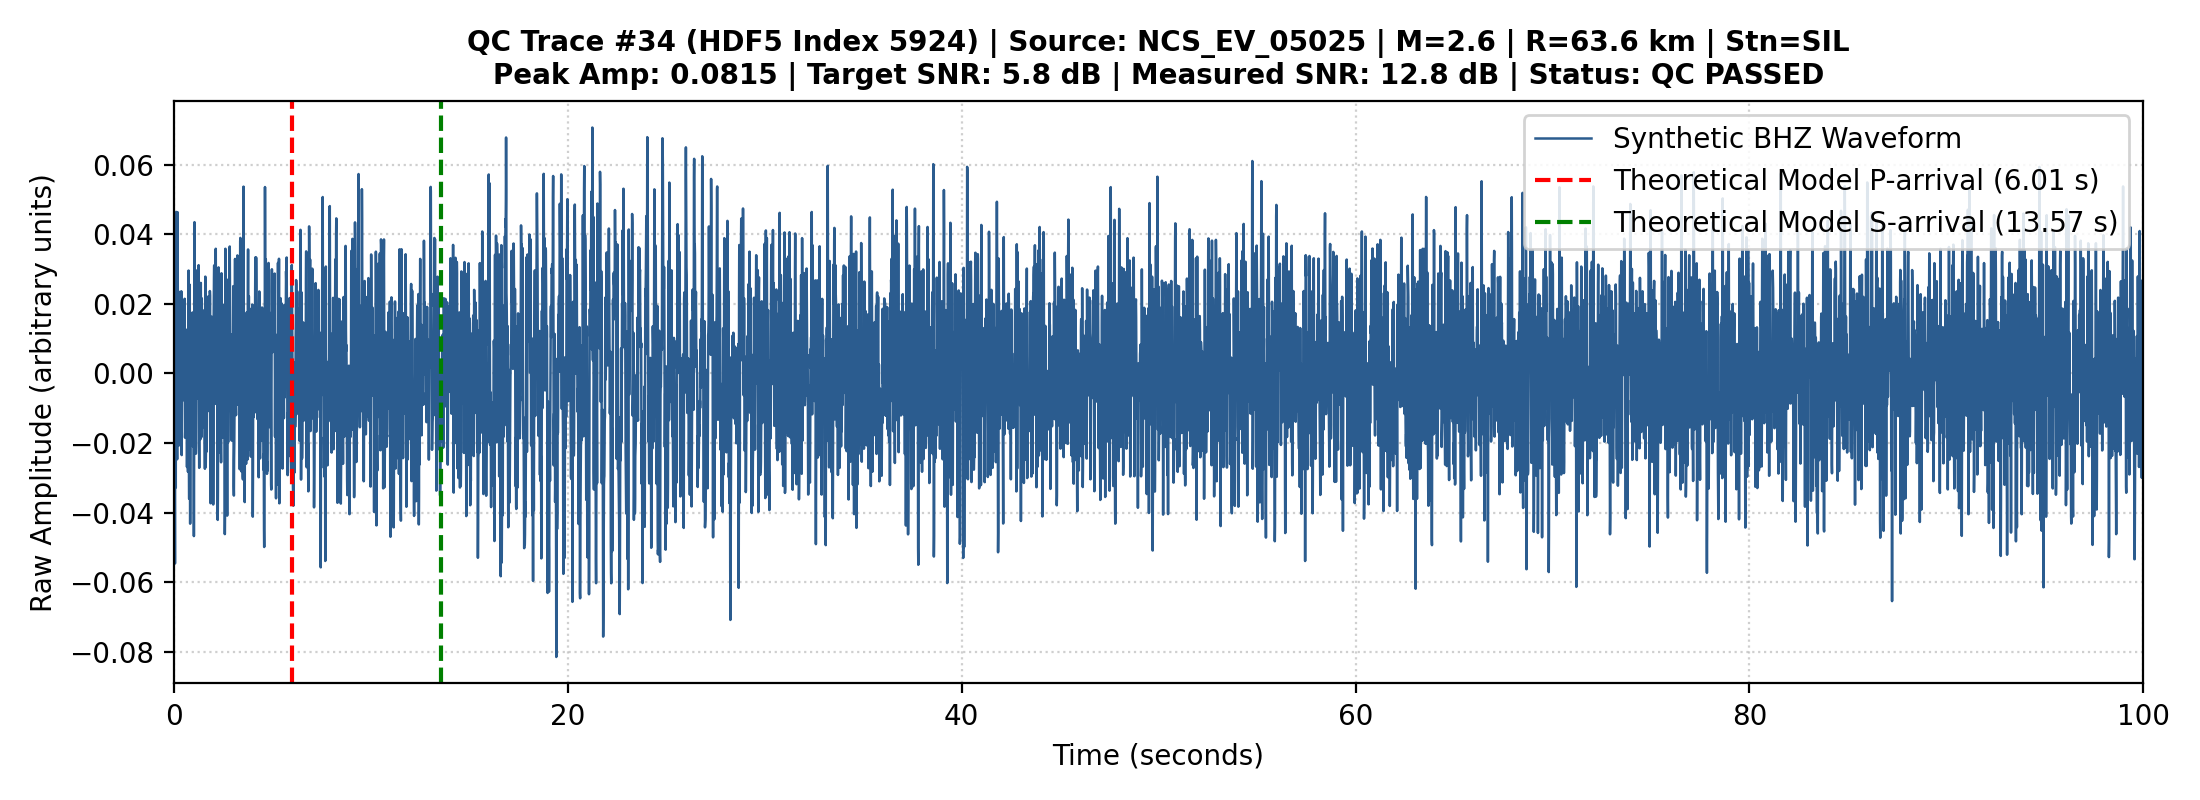 QC Trace #34 (HDF5 Index 5924) | Source: NCS_EV_05025 | M=2.6 | R=63.6 km | Stn=SIL
Peak Amp: 0.0815 | Target SNR: 5.8 dB | Measured SNR: 12.8 dB | Status: QC PASSED
Synthetic BHZ Waveform
Theoretical Model P-arrival (6.01 s)
Theoretical Model S-arrival (13.57 s)
Raw Amplitude (arbitrary units)
0.06
0.04
0.02
0.00
−0.02
−0.04
−0.06
−0.08
0 20 40 60 80 100
Time (seconds)